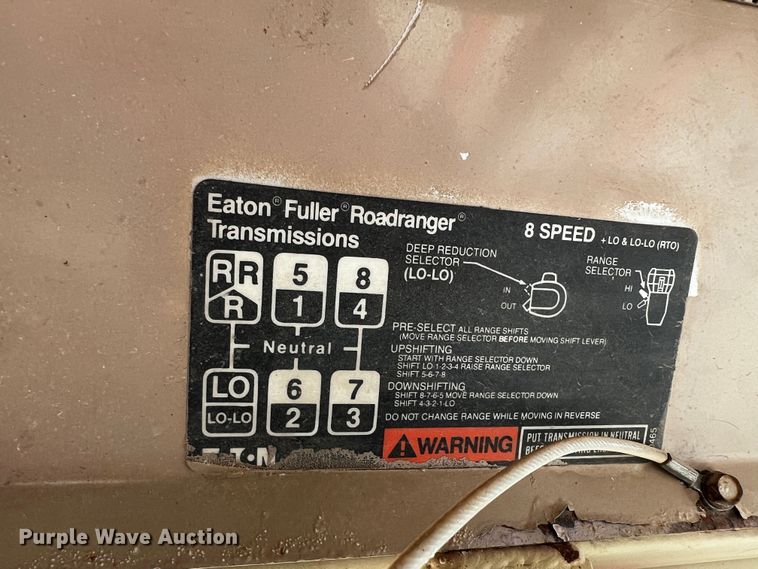 Eaton® Fuller® Roadranger®
Transmissions
8 SPEED + LO & LO-LO (RTO)
R R 5 8
R 1 4
Neutral
LO 6 7
LO-LO 2 3
DEEP REDUCTION
SELECTOR
(LO-LO)
IN
OUT
RANGE
SELECTOR
HI
LO
PRE-SELECT ALL RANGE SHIFTS
(MOVE RANGE SELECTOR BEFORE MOVING SHIFT LEVER)
UPSHIFTING
START WITH RANGE SELECTOR DOWN
SHIFT LO-1-2-3-4 RAISE RANGE SELECTOR
SHIFT 5-6-7-8
DOWNSHIFTING
SHIFT 8-7-6-5 MOVE RANGE SELECTOR DOWN
SHIFT 4-3-2-1-LO
DO NOT CHANGE RANGE WHILE MOVING IN REVERSE
WARNING
PUT TRANSMISSION IN NEUTRAL
Purple Wave Auction